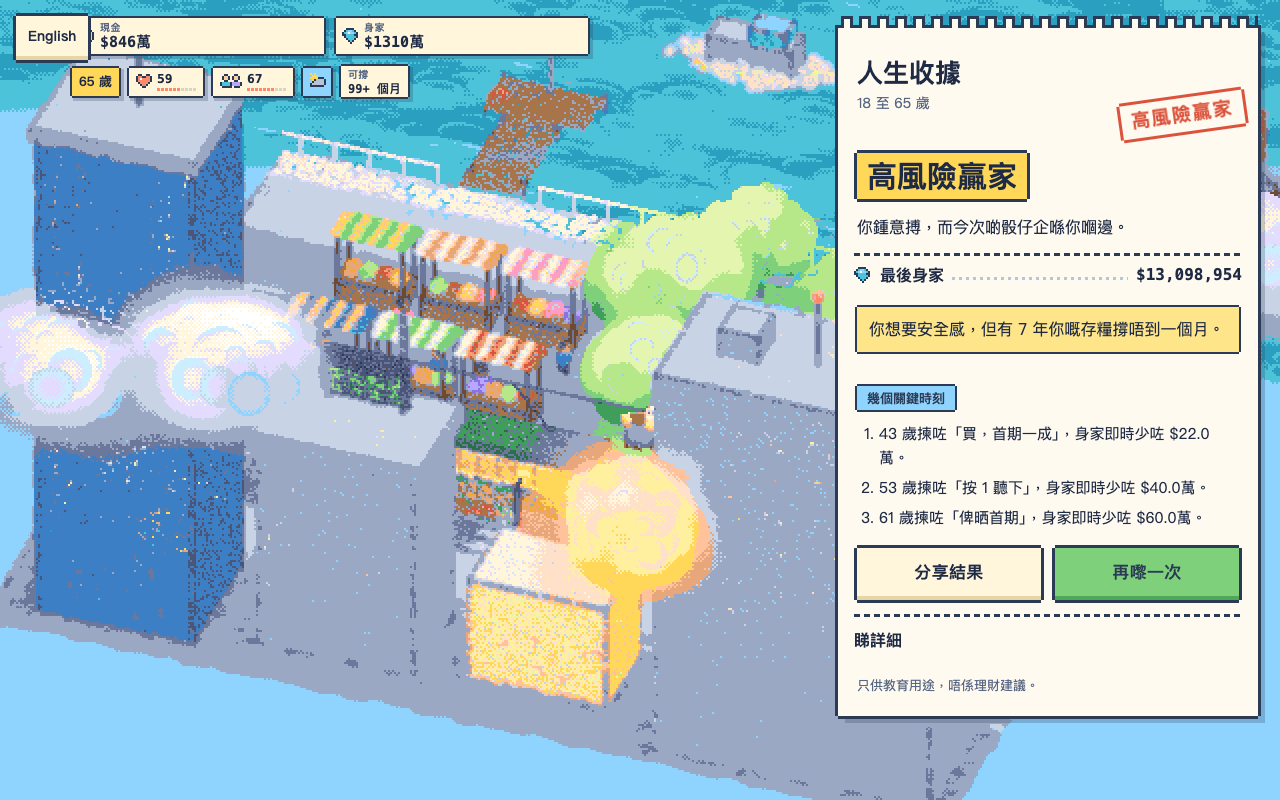 English
現金
$846萬
身家
$1310萬
65 歲
59
67
可撐
99+ 個月
人生收據
18 至 65 歲
高風險贏家
高風險贏家
你鍾意搏，而今次啲骰仔企喺你嗰邊。
最後身家
$13,098,954
你想要安全感，但有 7 年你嘅存糧撐唔到一個月。
幾個關鍵時刻
1. 43 歲揀咗「買，首期一成」，身家即時少咗 $22.0
萬。
2. 53 歲揀咗「按 1 聽下」，身家即時少咗 $40.0萬。
3. 61 歲揀咗「俾晒首期」，身家即時少咗 $60.0萬。
分享結果
再嚟一次
睇詳細
只供教育用途，唔係理財建議。